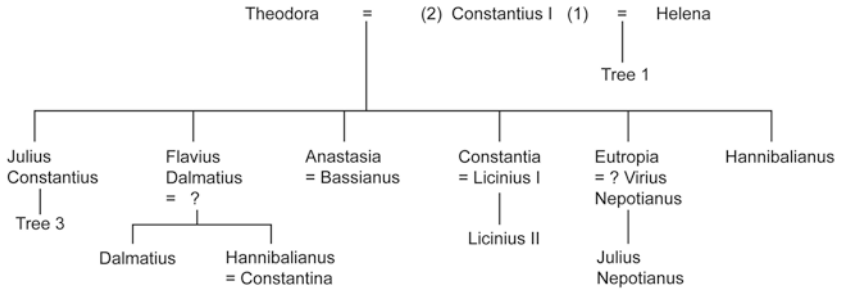 Theodora = (2) Constantius I (1) = Helena
Tree 1
Julius Constantius
Tree 3
Flavius Dalmatius
= ?
Dalmatius
Hannibalianus
= Constantina
Anastasia
= Bassianus
Constantia
= Licinius I
Licinius II
Eutropia
= ? Virius
Nepotianus
Julius
Nepotianus
Hannibalianus